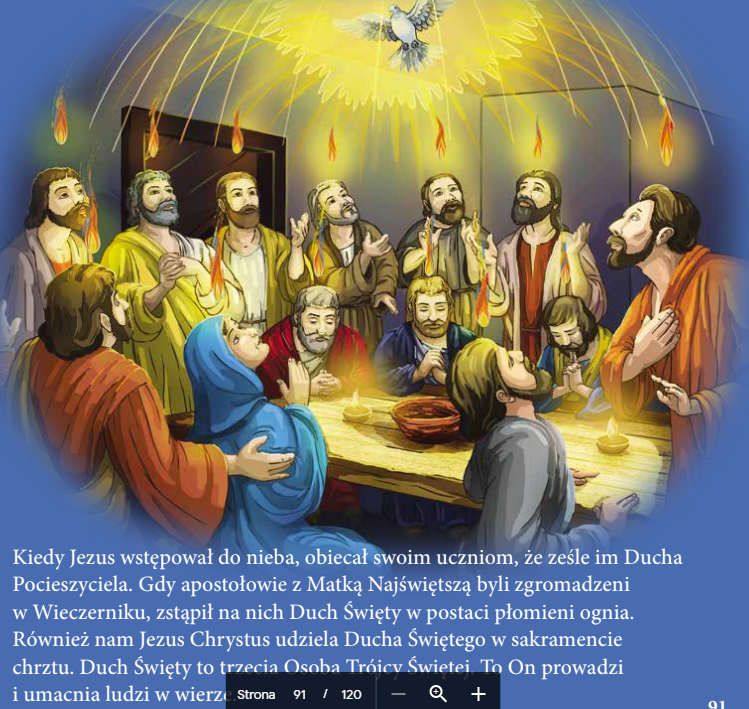 Kiedy Jezus wstępował do nieba, obiecał swoim uczniom, że ześle im Ducha
Pocieszyciela. Gdy apostołowie z Matką Najświętszą byli zgromadzeni
w Wieczerniku, zstąpił na nich Duch Święty w postaci płomieni ognia.
Również nam Jezus Chrystus udziela Ducha Świętego w sakramencie
chrztu. Duch Święty to trzecia Osoba Trójcy Świętej. To On prowadzi
i umacnia ludzi w wierze.
Strona 91 / 120
91